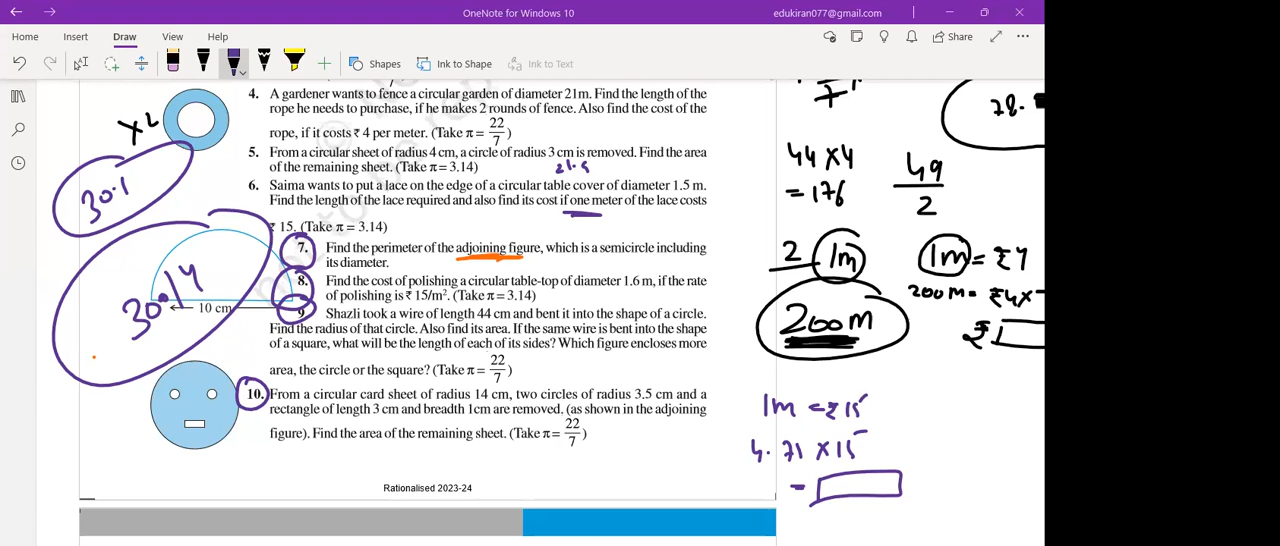 OneNote for Windows 10
edukiran077@gmail.com
Home Insert Draw View Help
Share
Shapes
Ink to Shape
Ink to Text
4. A gardener wants to fence a circular garden of diameter 21m. Find the length of the
rope he needs to purchase, if he makes 2 rounds of fence. Also find the cost of the
rope, if it costs ₹ 4 per meter. (Take π = 22/7)
5. From a circular sheet of radius 4 cm, a circle of radius 3 cm is removed. Find the area
of the remaining sheet. (Take π = 3.14)
6. Saima wants to put a lace on the edge of a circular table cover of diameter 1.5 m.
Find the length of the lace required and also find its cost if one meter of the lace costs
₹ 15. (Take π = 3.14)
7. Find the perimeter of the adjoining figure, which is a semicircle including
its diameter.
8. Find the cost of polishing a circular table-top of diameter 1.6 m, if the rate
of polishing is ₹ 15/m². (Take π = 3.14)
9 Shazli took a wire of length 44 cm and bent it into the shape of a circle.
Find the radius of that circle. Also find its area. If the same wire is bent into the shape
of a square, what will be the length of each of its sides? Which figure encloses more
area, the circle or the square? (Take π = 22/7)
10. From a circular card sheet of radius 14 cm, two circles of radius 3.5 cm and a
rectangle of length 3 cm and breadth 1cm are removed. (as shown in the adjoining
figure). Find the area of the remaining sheet. (Take π = 22/7)
10 cm
Rationalised 2023-24
30.1
44 x 4
= 176
49
2
78.
2 1m
200m
1m = ₹4
200m = ₹4x
₹
1m = ₹15
4.71 x 15
=